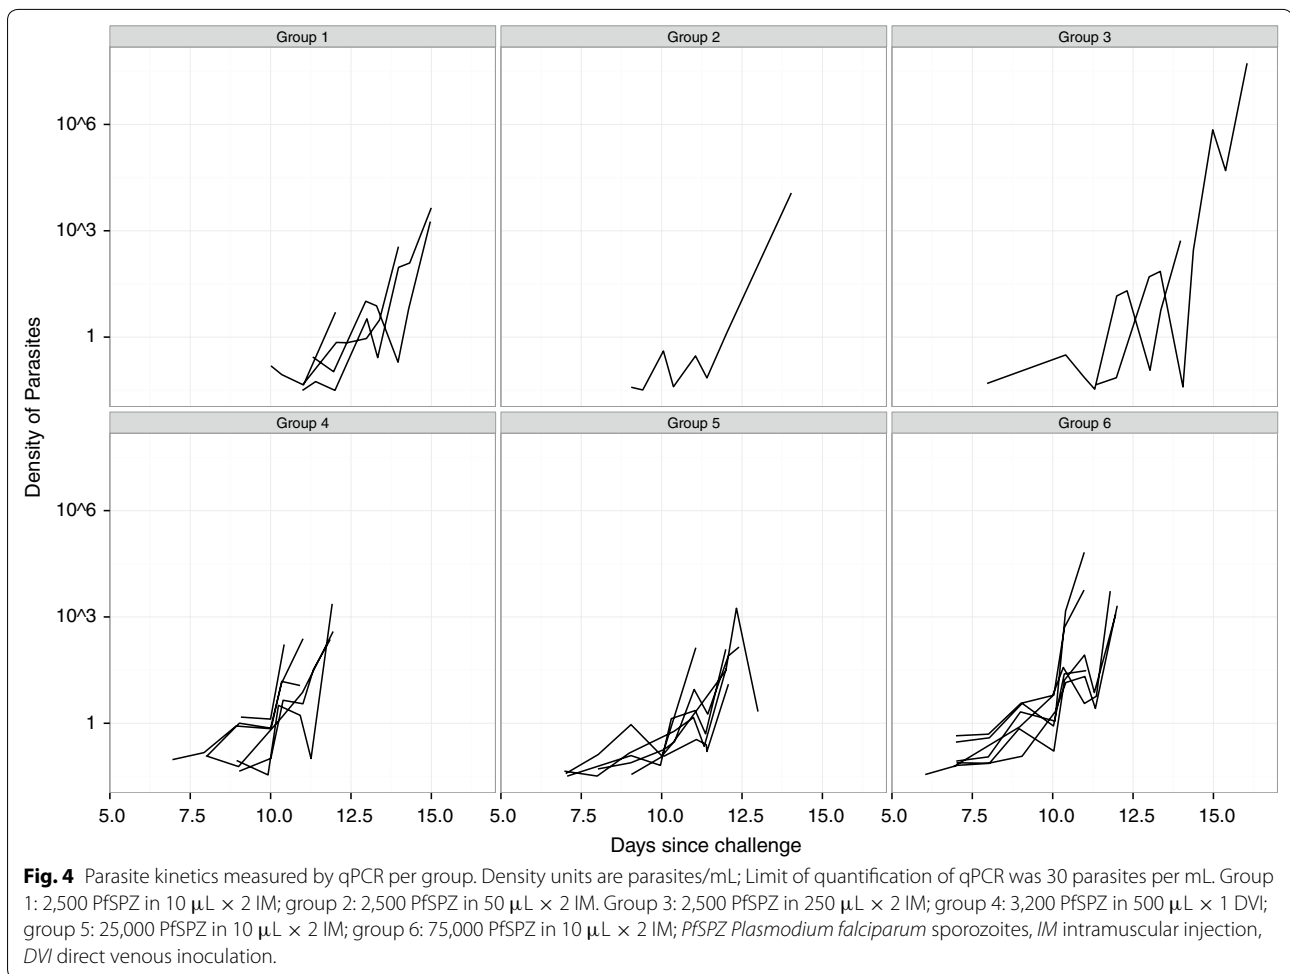 Group 1
Group 2
Group 3
10^6
10^3
1
Density of Parasites
Group 4
Group 5
Group 6
10^6
10^3
1
5.0 7.5 10.0 12.5 15.0 5.0 7.5 10.0 12.5 15.0 5.0 7.5 10.0 12.5 15.0
Days since challenge
Fig. 4 Parasite kinetics measured by qPCR per group. Density units are parasites/mL; Limit of quantification of qPCR was 30 parasites per mL. Group
1: 2,500 PfSPZ in 10 μL × 2 IM; group 2: 2,500 PfSPZ in 50 μL × 2 IM. Group 3: 2,500 PfSPZ in 250 μL × 2 IM; group 4: 3,200 PfSPZ in 500 μL × 1 DVI;
group 5: 25,000 PfSPZ in 10 μL × 2 IM; group 6: 75,000 PfSPZ in 10 μL × 2 IM; PfSPZ Plasmodium falciparum sporozoites, IM intramuscular injection,
DVI direct venous inoculation.